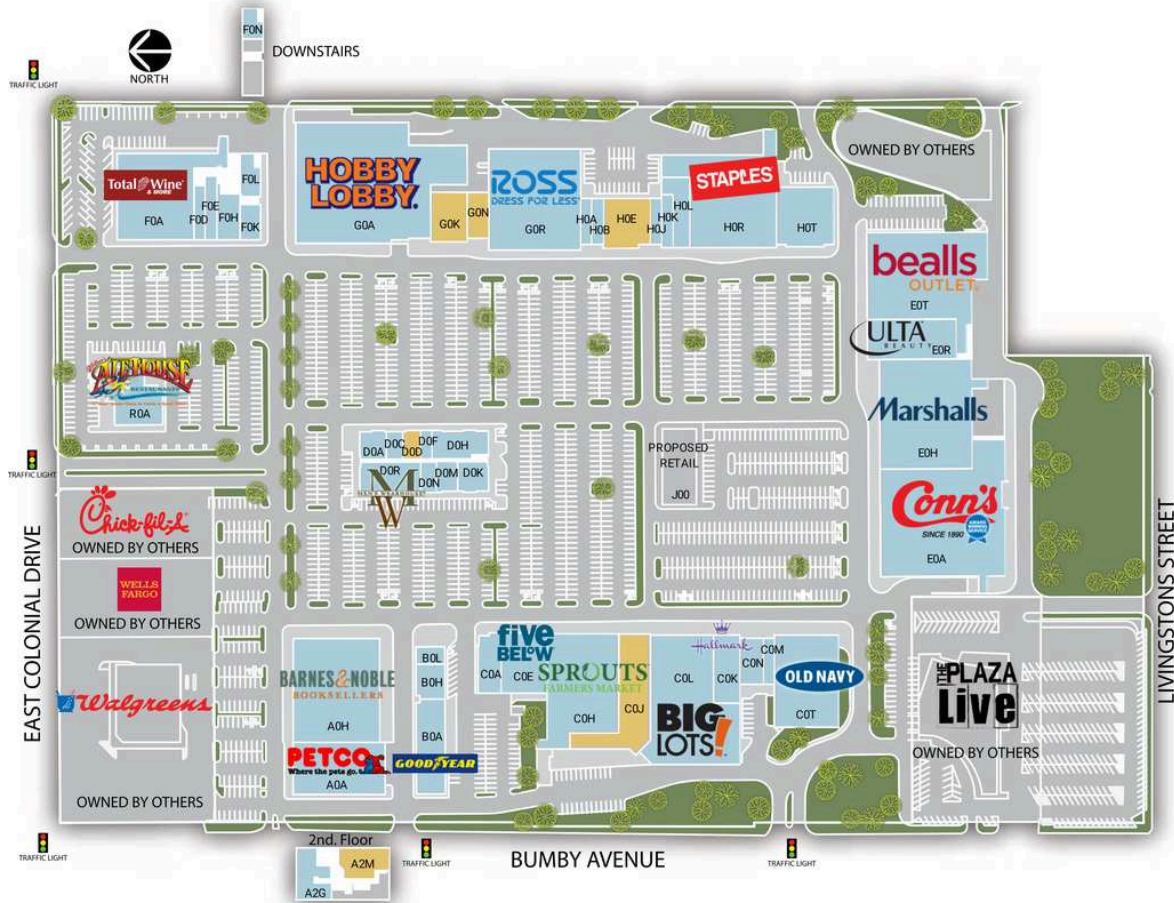 F0N
DOWNSTAIRS
NORTH
TRAFFIC LIGHT
OWNED BY OTHERS
Total Wine
& MORE
F0L
F0E
F0D
F0H
F0A
F0K
HOBBY
LOBBY
G0A
G0K
G0N
ROSS
DRESS FOR LESS
G0R
H0A
H0B
H0E
H0J
H0K
H0L
STAPLES
H0R
H0T
bealls
OUTLET
E0T
ULTA
BEAUTY
E0R
Marshalls
E0H
Conn's
SINCE 1890
E0A
ALEHOUSE
RESTAURANTS
R0A
D0A
D0C
D0D
D0F
D0H
D0R
D0N
D0M
D0K
MW
PROPOSED
RETAIL
J00
TRAFFIC LIGHT
Chick-fil-A
OWNED BY OTHERS
WELLS
FARGO
OWNED BY OTHERS
Walgreens
OWNED BY OTHERS
EAST COLONIAL DRIVE
LIVINGSTONS STREET
BARNES & NOBLE
BOOKSELLERS
A0H
PETCO
Where the pets go.
A0A
B0L
B0H
B0A
GOODYEAR
five
BELOW
C0A
C0E
SPROUTS
FARMERS MARKET
C0H
C0J
Hallmark
C0M
C0N
C0L
C0K
BIG
LOTS!
OLD NAVY
C0T
THE PLAZA
Live
OWNED BY OTHERS
TRAFFIC LIGHT
2nd. Floor
A2M
A2G
TRAFFIC LIGHT
BUMBY AVENUE
TRAFFIC LIGHT